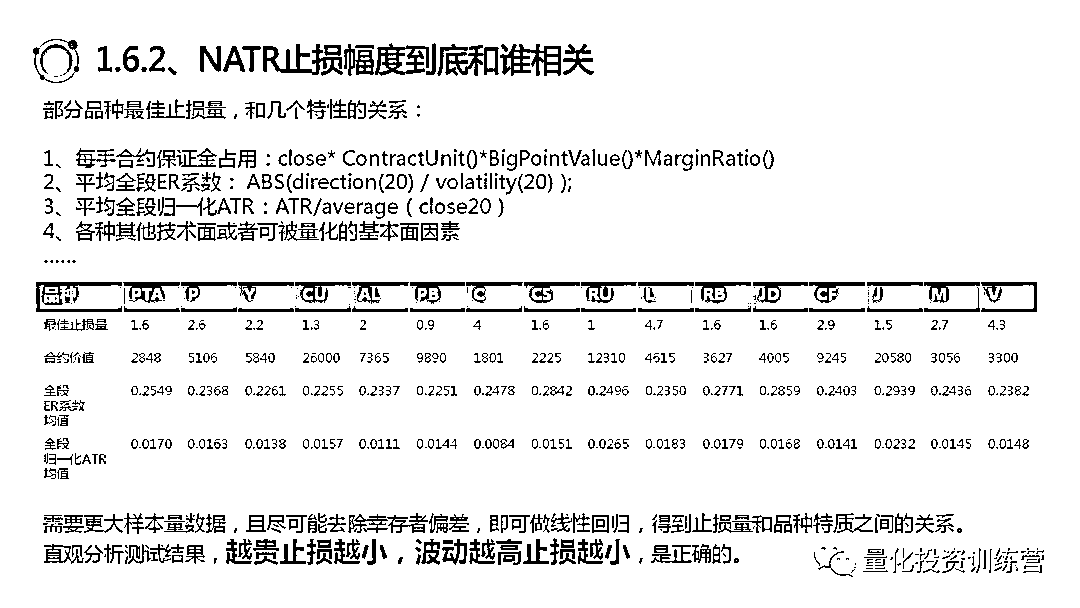 1.6.2、NATR止损幅度到底和谁相关
部分品种最佳止损量，和几个特性的关系：
1、每手合约保证金占用：close* ContractUnit()*BigPointValue()*MarginRatio()
2、平均全段ER系数： ABS(direction(20) / volatility(20) );
3、平均全段归一化ATR：ATR/average（close20）
4、各种其他技术面或者可被量化的基本面因素
……
品种 PTA P Y CU AL PB C CS RU L RB JD CF J M V
最佳止损量 1.6 2.6 2.2 1.3 2 0.9 4 1.6 1 4.7 1.6 1.6 2.9 1.5 2.7 4.3
合约价值 2848 5106 5840 26000 7365 9890 1801 2225 12310 4615 3627 4005 9245 20580 3056 3300
全段ER系数均值 0.2549 0.2368 0.2261 0.2255 0.2337 0.2251 0.2478 0.2842 0.2496 0.2350 0.2771 0.2859 0.2403 0.2939 0.2436 0.2382
全段归一化ATR均值 0.0170 0.0163 0.0138 0.0157 0.0111 0.0144 0.0084 0.0151 0.0265 0.0183 0.0179 0.0168 0.0141 0.0232 0.0145 0.0148
需要更大样本量数据，且尽可能去除幸存者偏差，即可做线性回归，得到止损量和品种特质之间的关系。
直观分析测试结果，越贵止损越小，波动越高止损越小，是正确的。
量化投资训练营